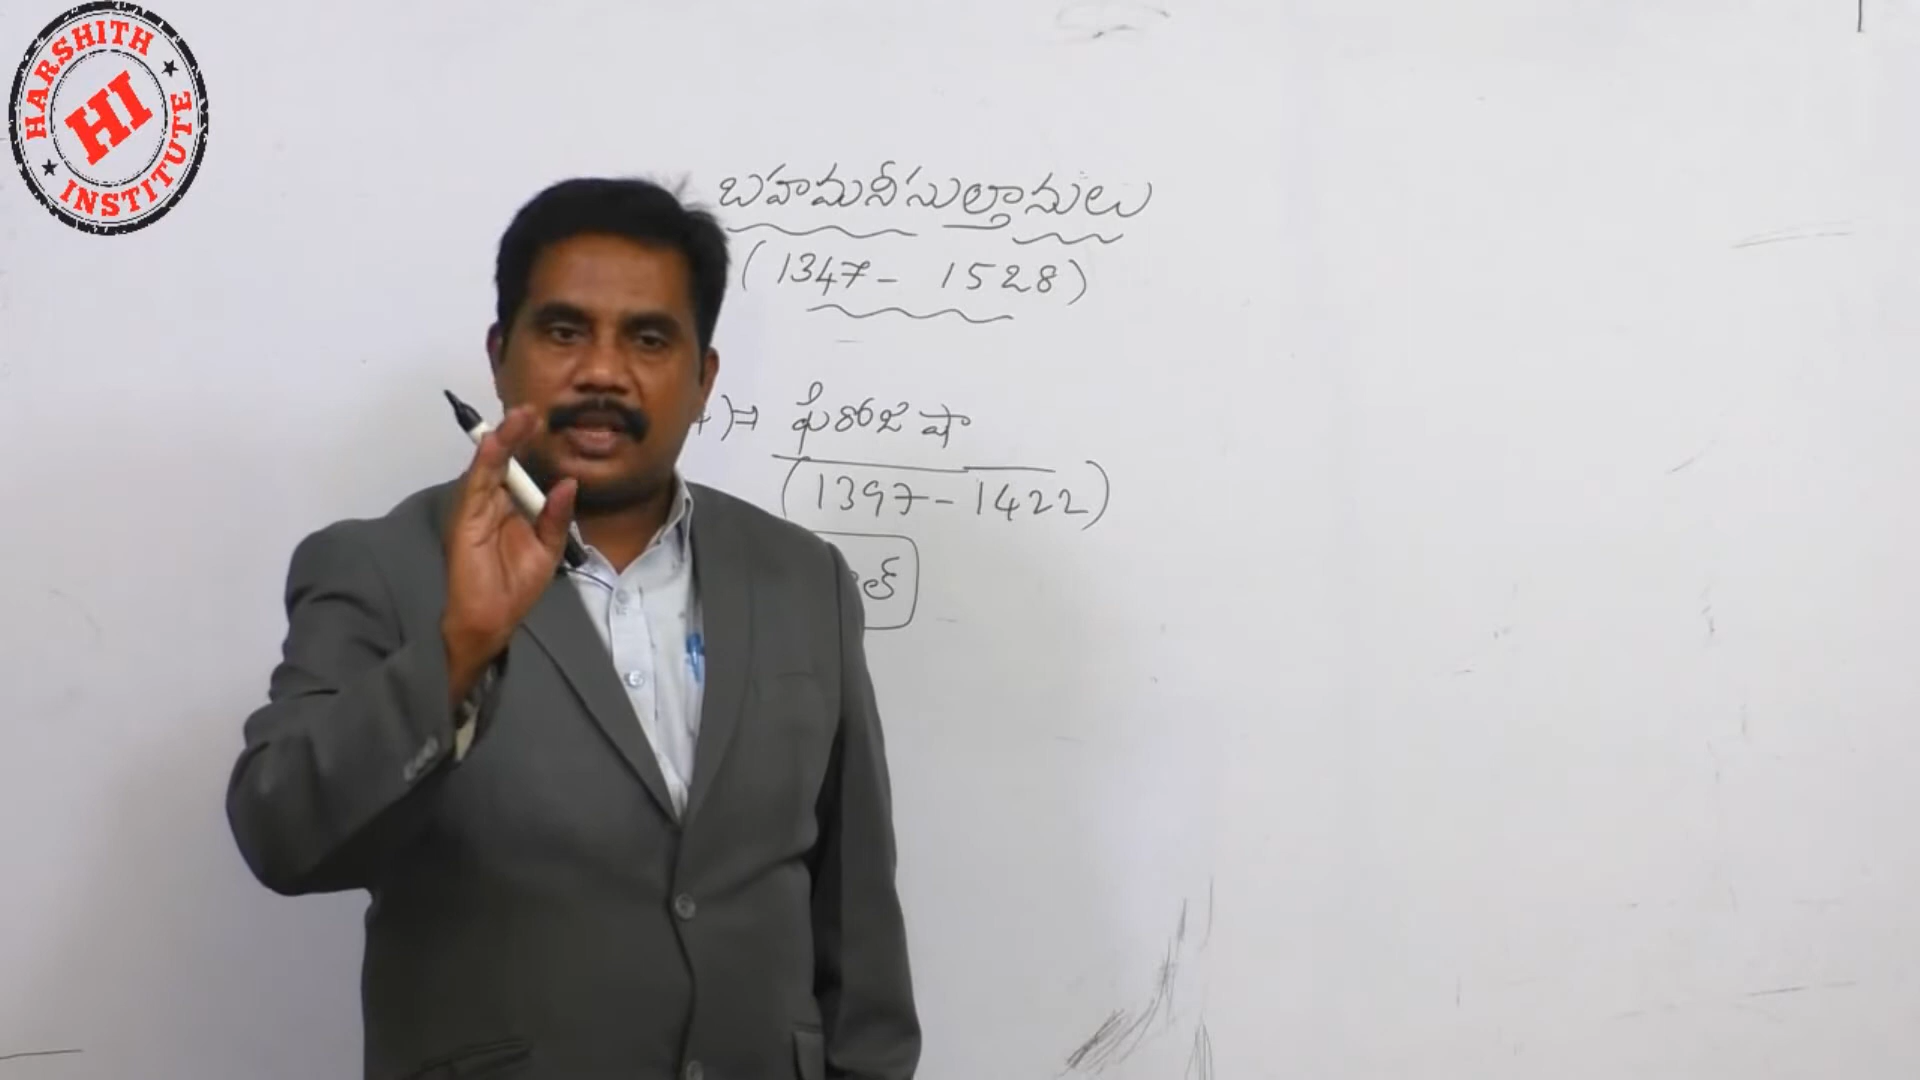 HARSHITH
HI
INSTITUTE
బహమనీసుల్తానులు
(1347- 1528)
)⇒ ఫిరోజ్ షా
(1397-1422)